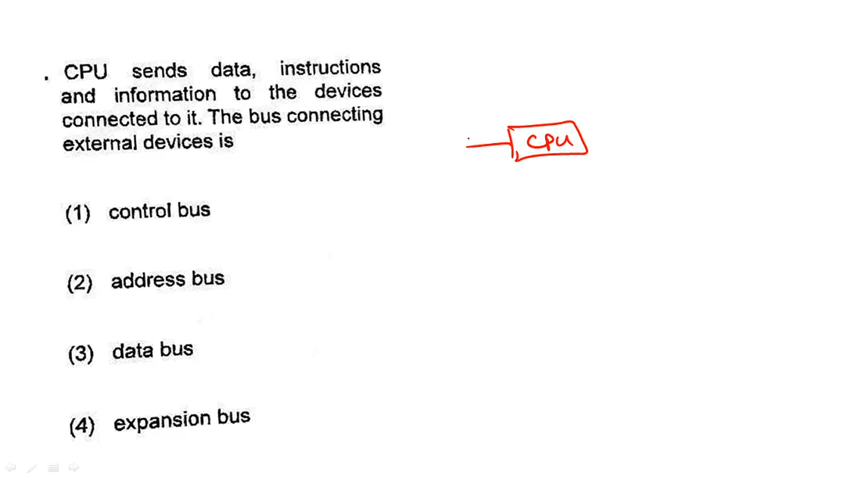 . CPU sends data, instructions
and information to the devices
connected to it. The bus connecting
external devices is
CPU
(1) control bus
(2) address bus
(3) data bus
(4) expansion bus